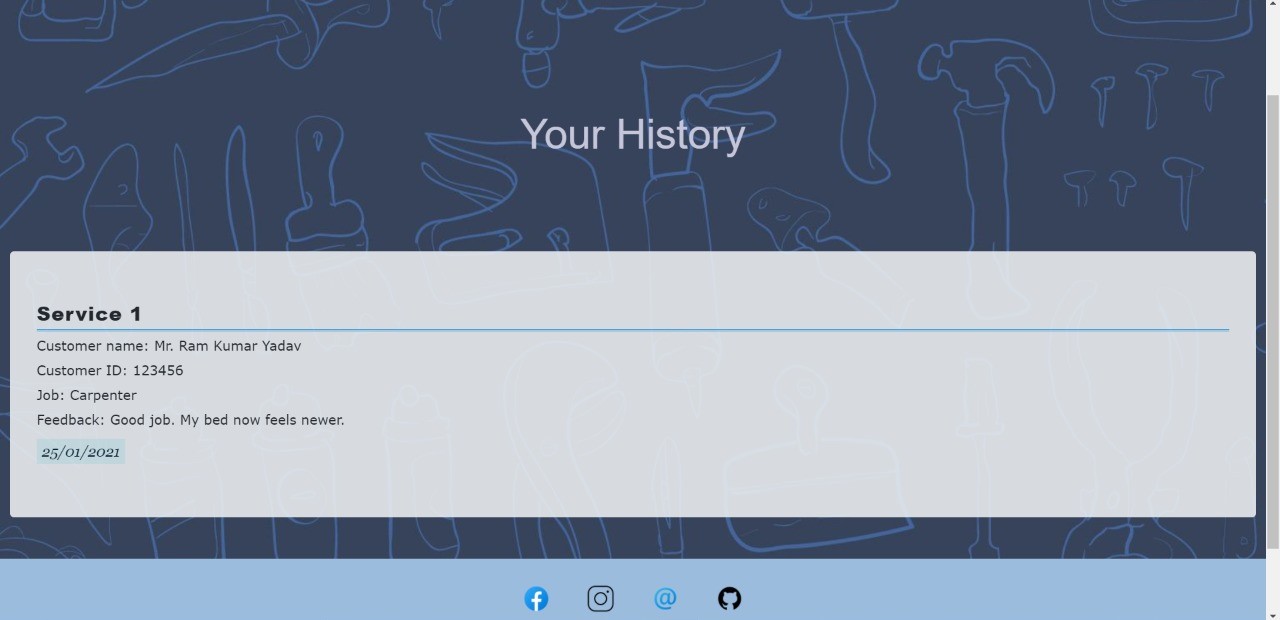 Your History
Service 1
Customer name: Mr. Ram Kumar Yadav
Customer ID: 123456
Job: Carpenter
Feedback: Good job. My bed now feels newer.
25/01/2021